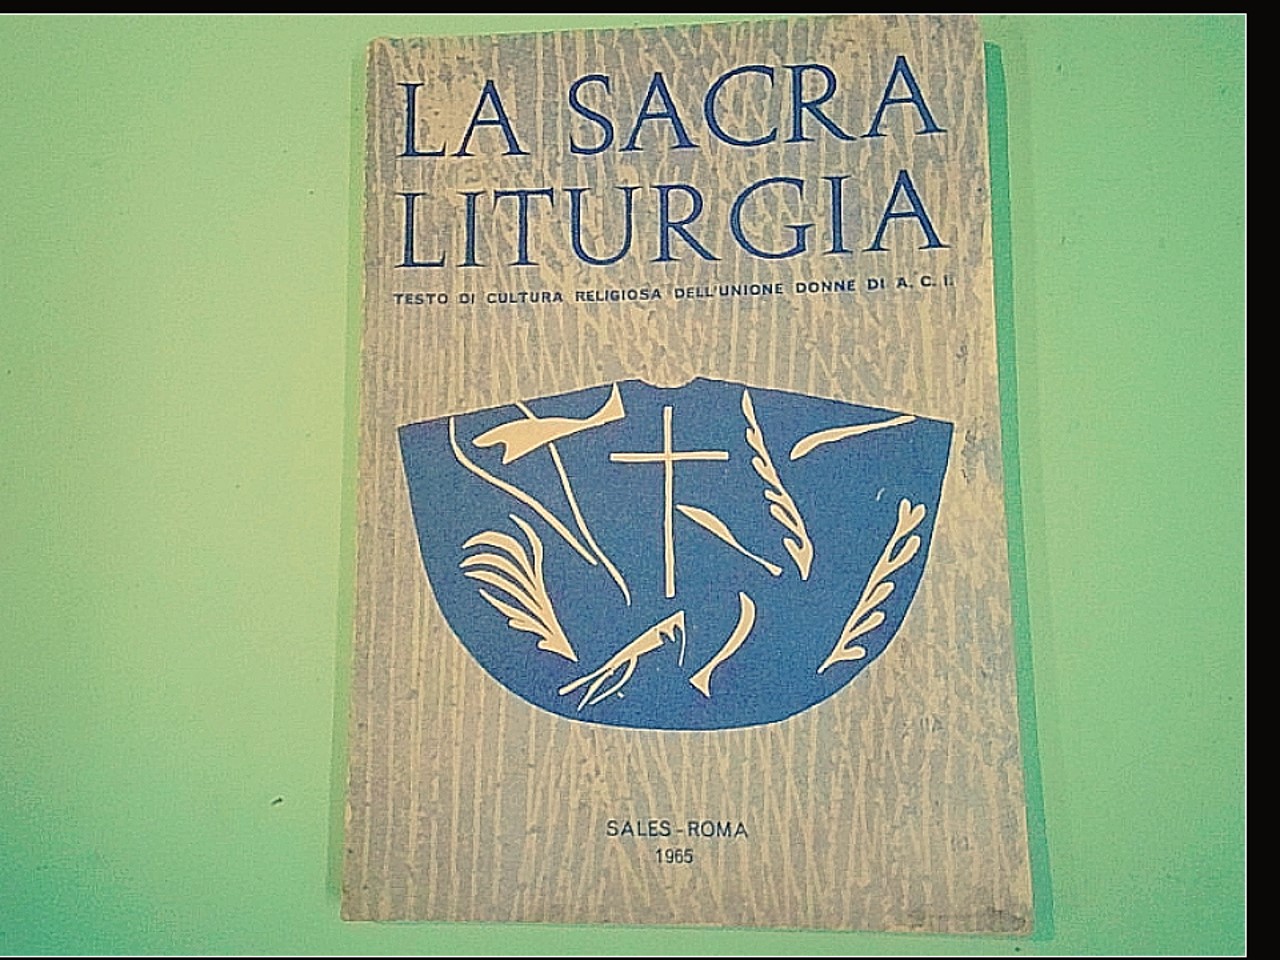 LA SACRA
LITURGIA
TESTO DI CULTURA RELIGIOSA DELL'UNIONE DONNE DI A. C. I.
SALES - ROMA
1965